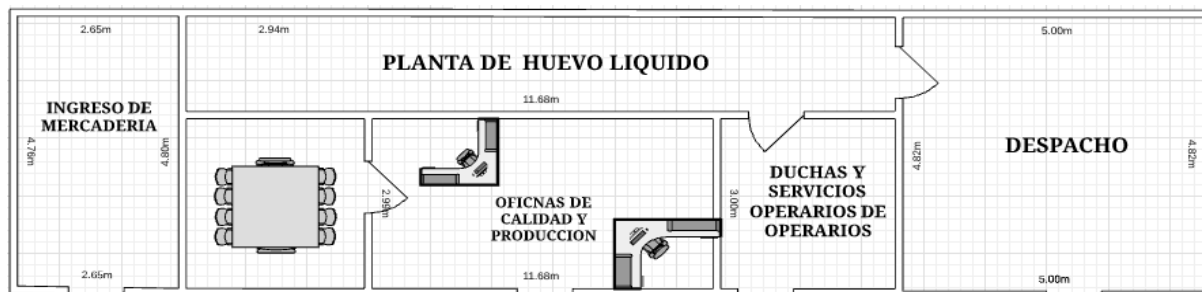 2.65m
2.94m
5.00m
PLANTA DE HUEVO LIQUIDO
11.68m
INGRESO DE
MERCADERIA
4.76m
4.80m
4.82m
DESPACHO
4.82m
2.99m
OFICNAS DE
CALIDAD Y
PRODUCCION
3.00m
DUCHAS Y
SERVICIOS
OPERARIOS DE
OPERARIOS
2.65m
11.68m
5.00m